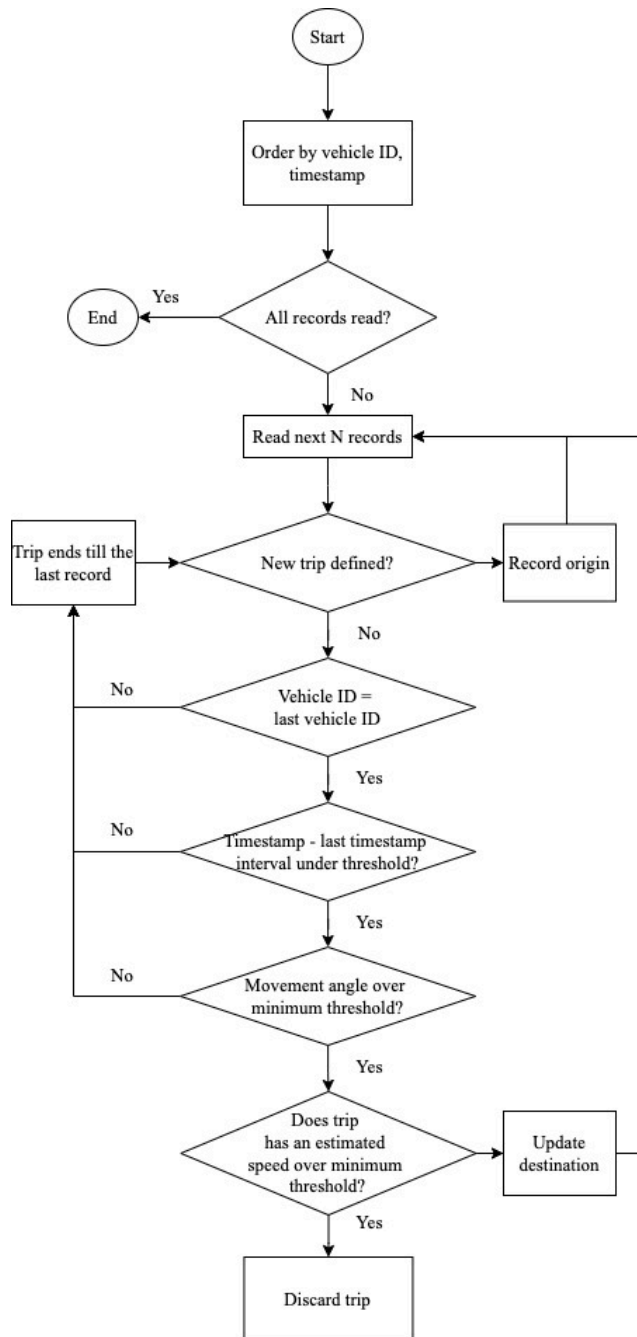 Start
Order by vehicle ID,
timestamp
Yes
End
All records read?
No
Read next N records
Trip ends till the
last record
New trip defined?
Record origin
No
No
Vehicle ID =
last vehicle ID
Yes
No
Timestamp - last timestamp
interval under threshold?
Yes
No
Movement angle over
minimum threshold?
Yes
Does trip
has an estimated
speed over minimum
threshold?
Update
destination
Yes
Discard trip